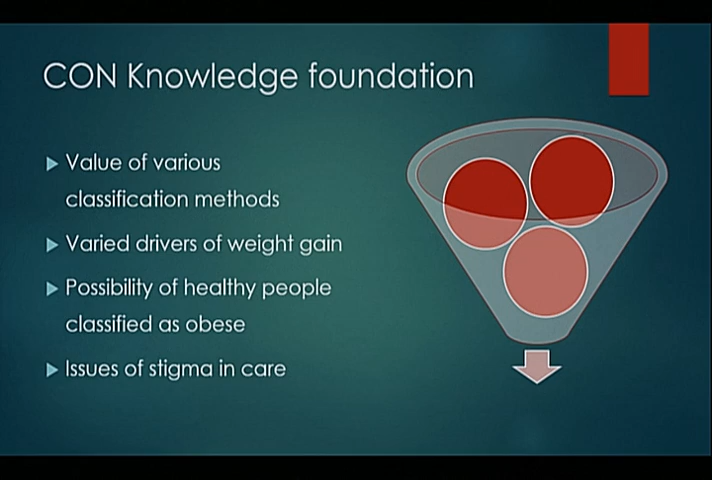 CON Knowledge foundation
Value of various
classification methods
Varied drivers of weight gain
Possibility of healthy people
classified as obese
Issues of stigma in care